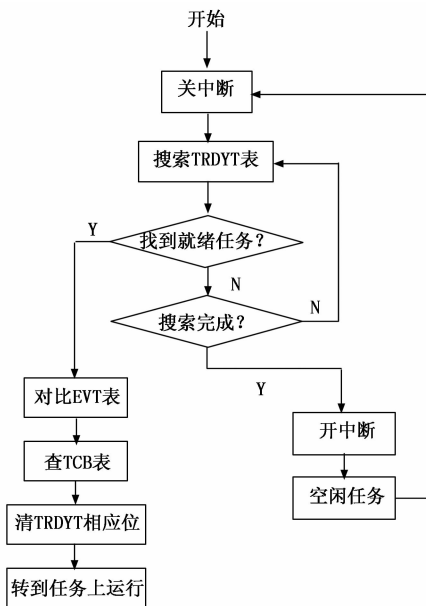 开始
关中断
搜索TRDYT表
找到就绪任务？
Y
N
搜索完成？
N
Y
对比EVT表
开中断
查TCB表
空闲任务
清TRDYT相应位
转到任务上运行